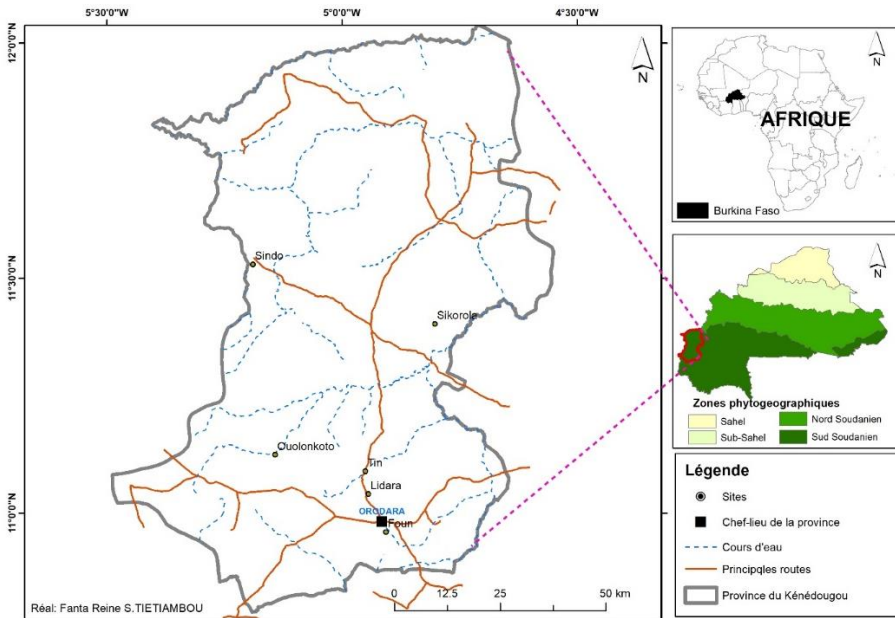 5°30'0"W
5°0'0"W
4°30'0"W
12°0'0"N
11°30'0"N
11°0'0"N
N
Sindo
Sikorola
Ouolonkoto
Tin
Lidara
ORODARA
Foun
0 12.5 25 50 km
Réal: Fanta Reine S.TIETIAMBOU
N
AFRIQUE
Burkina Faso
N
Zones phytogeographiques
Sahel
Nord Soudanien
Sub-Sahel
Sud Soudanien
Légende
Sites
Chef-lieu de la province
Cours d'eau
Principqles routes
Province du Kénédougou